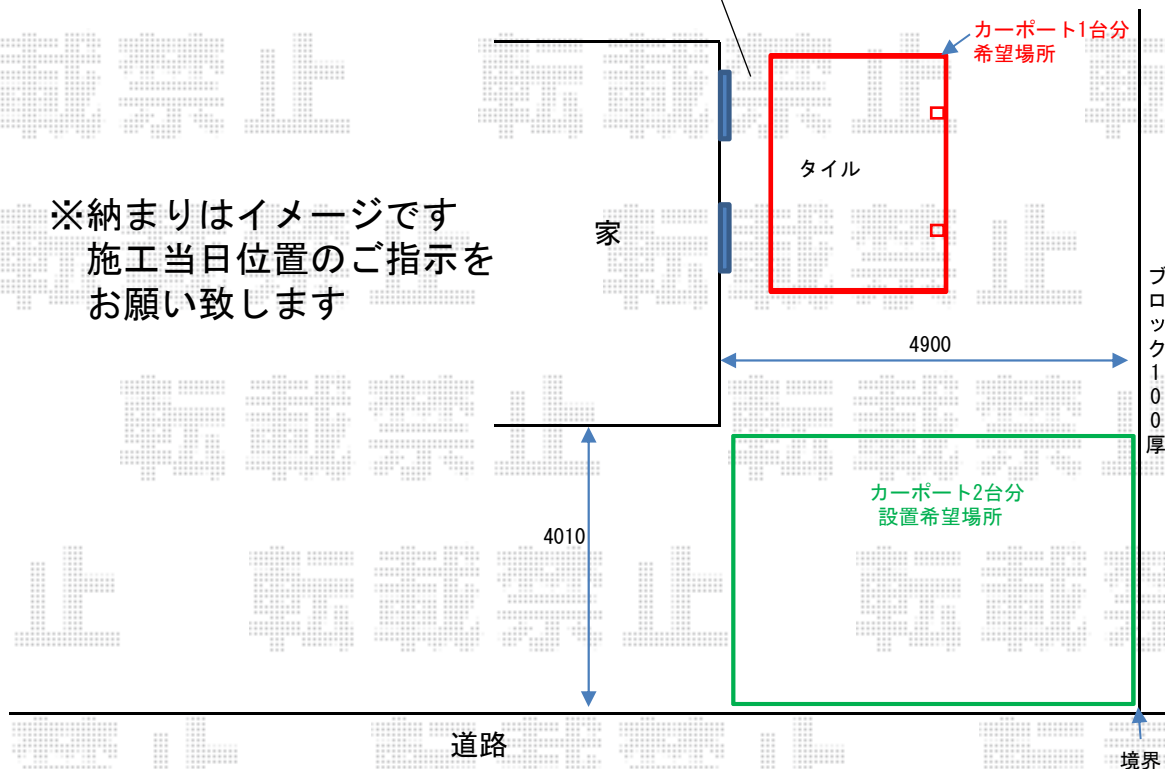 カーポート1台分
希望場所
タイル
※納まりはイメージです
施工当日位置のご指示を
お願い致します
家
ブロック100厚
4900
カーポート2台分
設置希望場所
4010
道路
境界
転載禁止